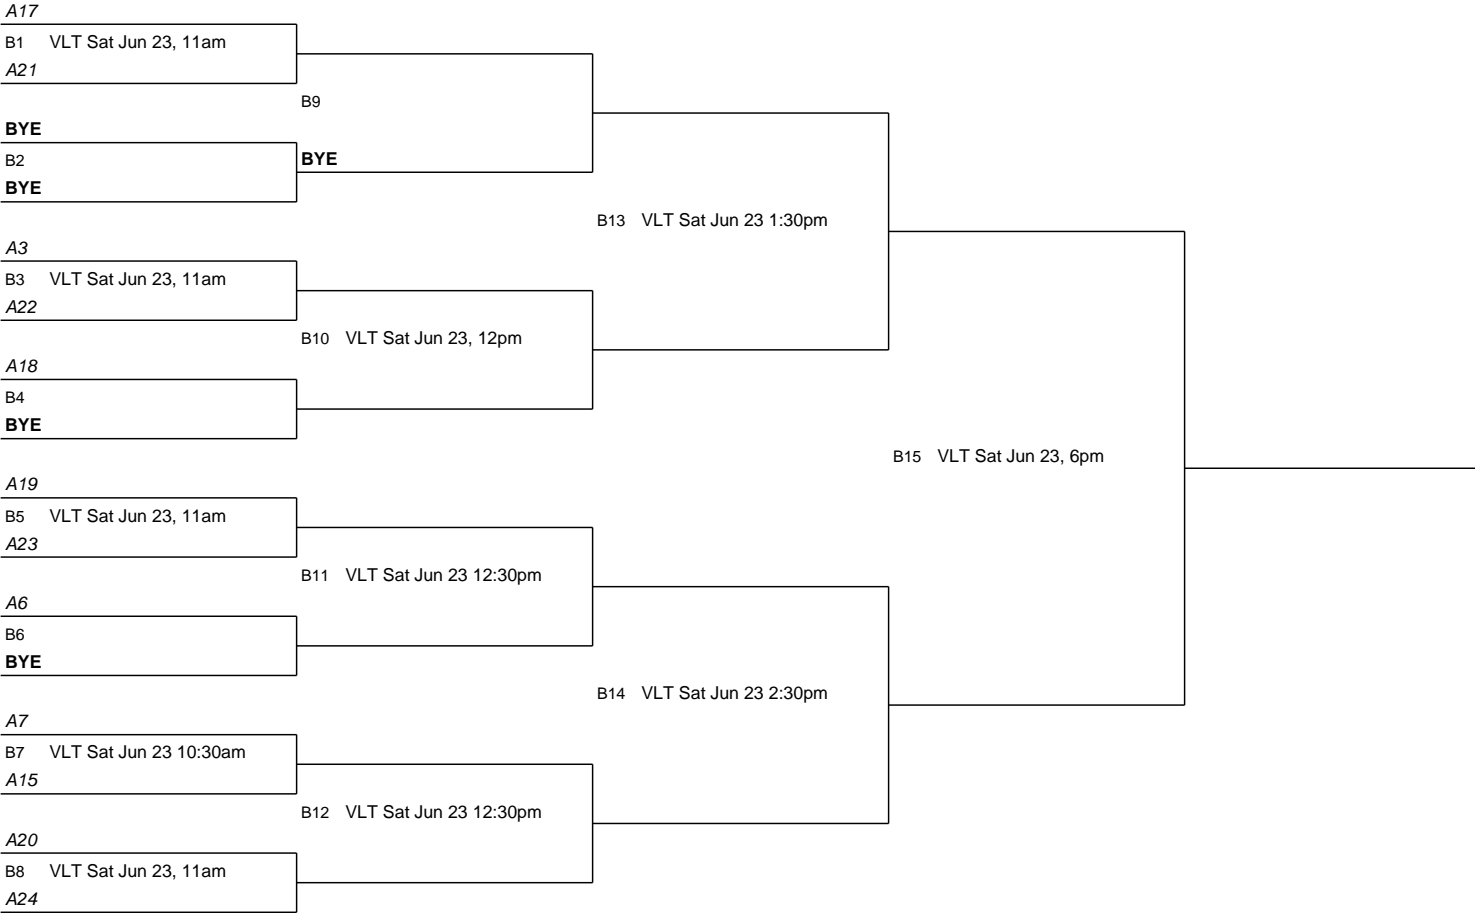 A17
B1 VLT Sat Jun 23, 11am
A21
B9
BYE
B2
BYE
BYE
B13 VLT Sat Jun 23 1:30pm
A3
B3 VLT Sat Jun 23, 11am
A22
B10 VLT Sat Jun 23, 12pm
A18
B4
BYE
B15 VLT Sat Jun 23, 6pm
A19
B5 VLT Sat Jun 23, 11am
A23
B11 VLT Sat Jun 23 12:30pm
A6
B6
BYE
B14 VLT Sat Jun 23 2:30pm
A7
B7 VLT Sat Jun 23 10:30am
A15
B12 VLT Sat Jun 23 12:30pm
A20
B8 VLT Sat Jun 23, 11am
A24